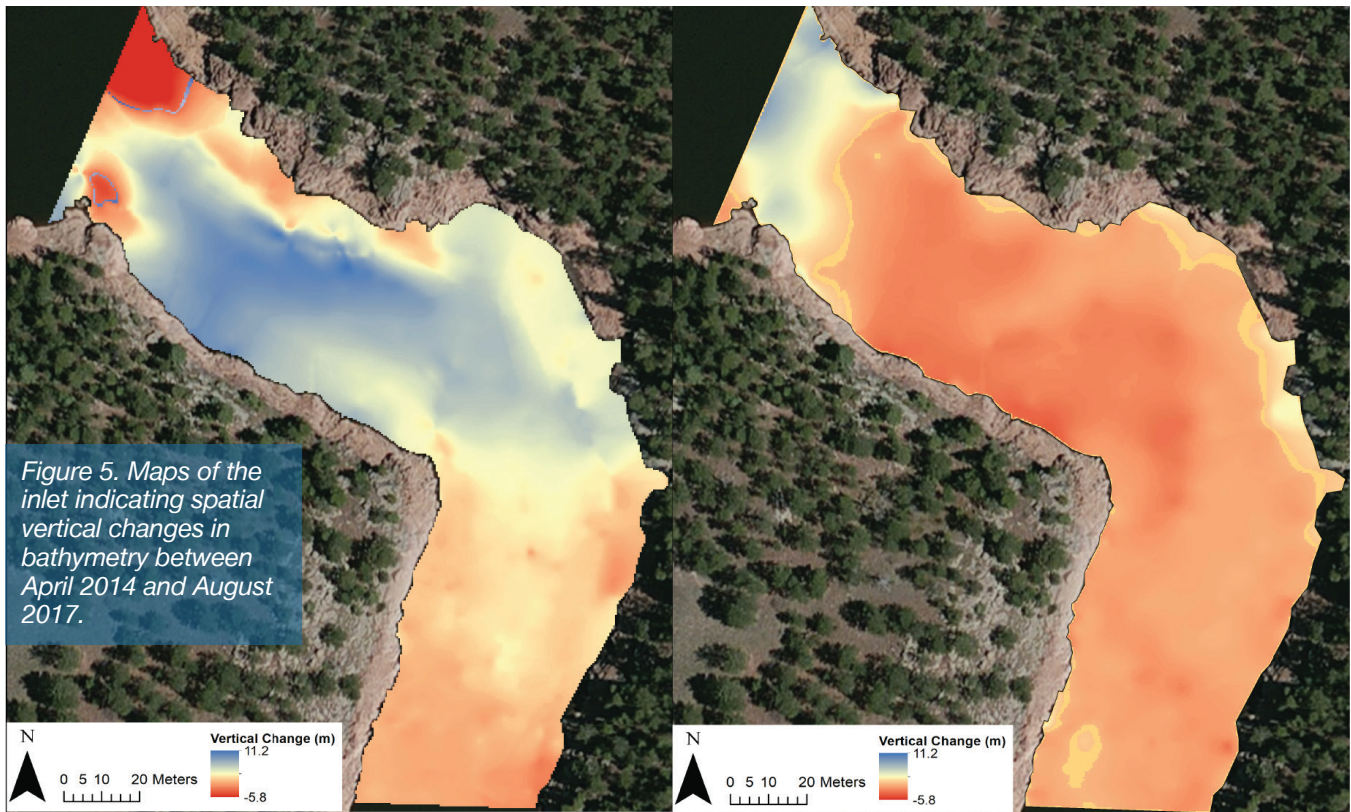 Figure 5. Maps of the
inlet indicating spatial
vertical changes in
bathymetry between
April 2014 and August
2017.
N
0 5 10 20 Meters
Vertical Change (m)
11.2
-5.8
N
0 5 10 20 Meters
Vertical Change (m)
11.2
-5.8